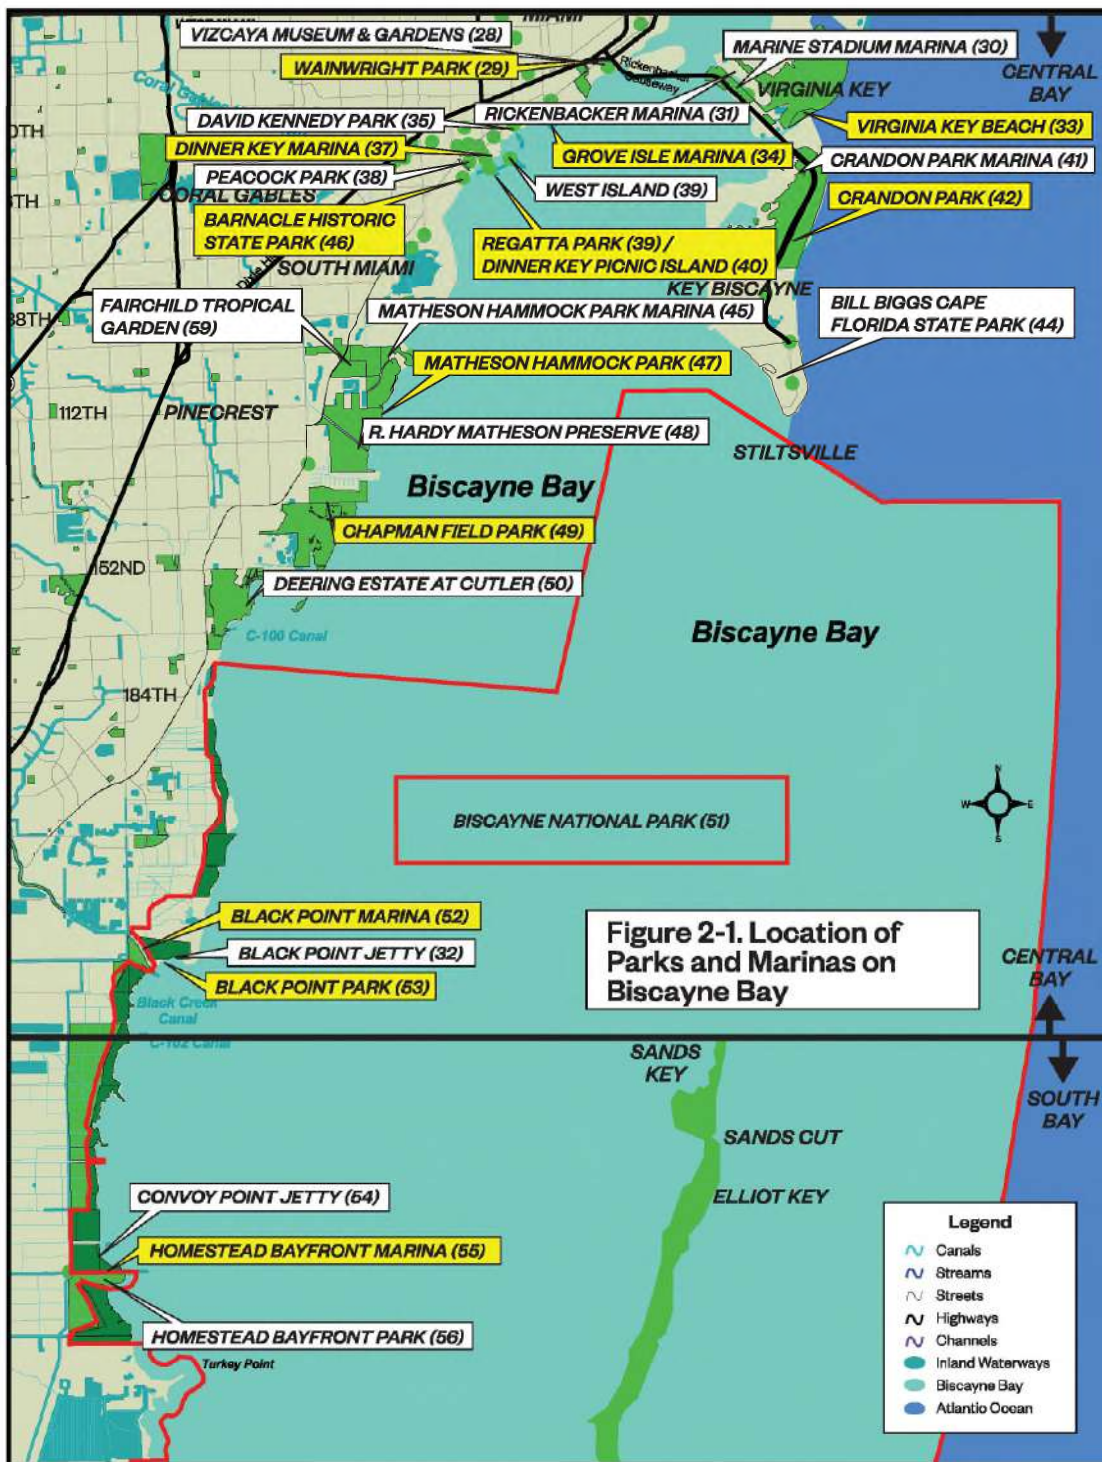 MIAMI
VIZCAYA MUSEUM & GARDENS (28)
WAINWRIGHT PARK (29)
Rickenbacker
Causeway
MARINE STADIUM MARINA (30)
VIRGINIA KEY
CENTRAL
BAY
Coral Gables
DAVID KENNEDY PARK (35)
RICKENBACKER MARINA (31)
VIRGINIA KEY BEACH (33)
DINNER KEY MARINA (37)
GROVE ISLE MARINA (34)
CRANDON PARK MARINA (41)
PEACOCK PARK (38)
WEST ISLAND (39)
CORAL GABLES
CRANDON PARK (42)
BARNACLE HISTORIC
STATE PARK (46)
REGATTA PARK (39) /
DINNER KEY PICNIC ISLAND (40)
SOUTH MIAMI
KEY BISCAYNE
FAIRCHILD TROPICAL
GARDEN (59)
MATHESON HAMMOCK PARK MARINA (45)
BILL BIGGS CAPE
FLORIDA STATE PARK (44)
88TH
MATHESON HAMMOCK PARK (47)
112TH
PINECREST
R. HARDY MATHESON PRESERVE (48)
STILTSVILLE
Biscayne Bay
CHAPMAN FIELD PARK (49)
152ND
DEERING ESTATE AT CUTLER (50)
C-100 Canal
Biscayne Bay
184TH
N
W E
S
BISCAYNE NATIONAL PARK (51)
BLACK POINT MARINA (52)
BLACK POINT JETTY (32)
BLACK POINT PARK (53)
Figure 2-1. Location of
Parks and Marinas on
Biscayne Bay
CENTRAL
BAY
Black Creek
Canal
C-102 Canal
SANDS
KEY
SOUTH
BAY
SANDS CUT
CONVOY POINT JETTY (54)
ELLIOT KEY
HOMESTEAD BAYFRONT MARINA (55)
HOMESTEAD BAYFRONT PARK (56)
Turkey Point
Legend
Canals
Streams
Streets
Highways
Channels
Inland Waterways
Biscayne Bay
Atlantic Ocean